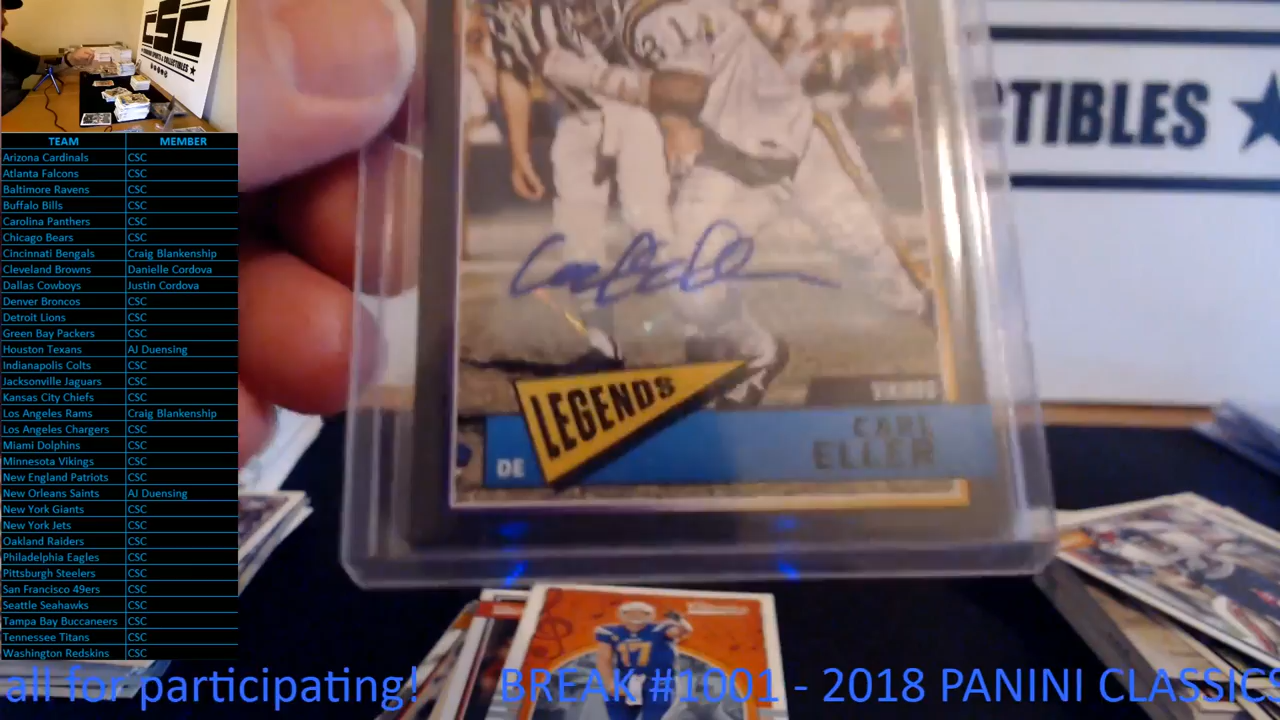 CSC
TEAM MEMBER
Arizona Cardinals CSC
Atlanta Falcons CSC
Baltimore Ravens CSC
Buffalo Bills CSC
Carolina Panthers CSC
Chicago Bears CSC
Cincinnati Bengals Craig Blankenship
Cleveland Browns Danielle Cordova
Dallas Cowboys Justin Cordova
Denver Broncos CSC
Detroit Lions CSC
Green Bay Packers CSC
Houston Texans AJ Duensing
Indianapolis Colts CSC
Jacksonville Jaguars CSC
Kansas City Chiefs CSC
Los Angeles Rams Craig Blankenship
Los Angeles Chargers CSC
Miami Dolphins CSC
Minnesota Vikings CSC
New England Patriots CSC
New Orleans Saints AJ Duensing
New York Giants CSC
New York Jets CSC
Oakland Raiders CSC
Philadelphia Eagles CSC
Pittsburgh Steelers CSC
San Francisco 49ers CSC
Seattle Seahawks CSC
Tampa Bay Buccaneers CSC
Tennessee Titans CSC
Washington Redskins CSC
81
TIBLES
VIKINGS
LEGENDS
CARL
ELLER
DE
17
all for participating! BREAK #1001 - 2018 PANINI CLASSICS